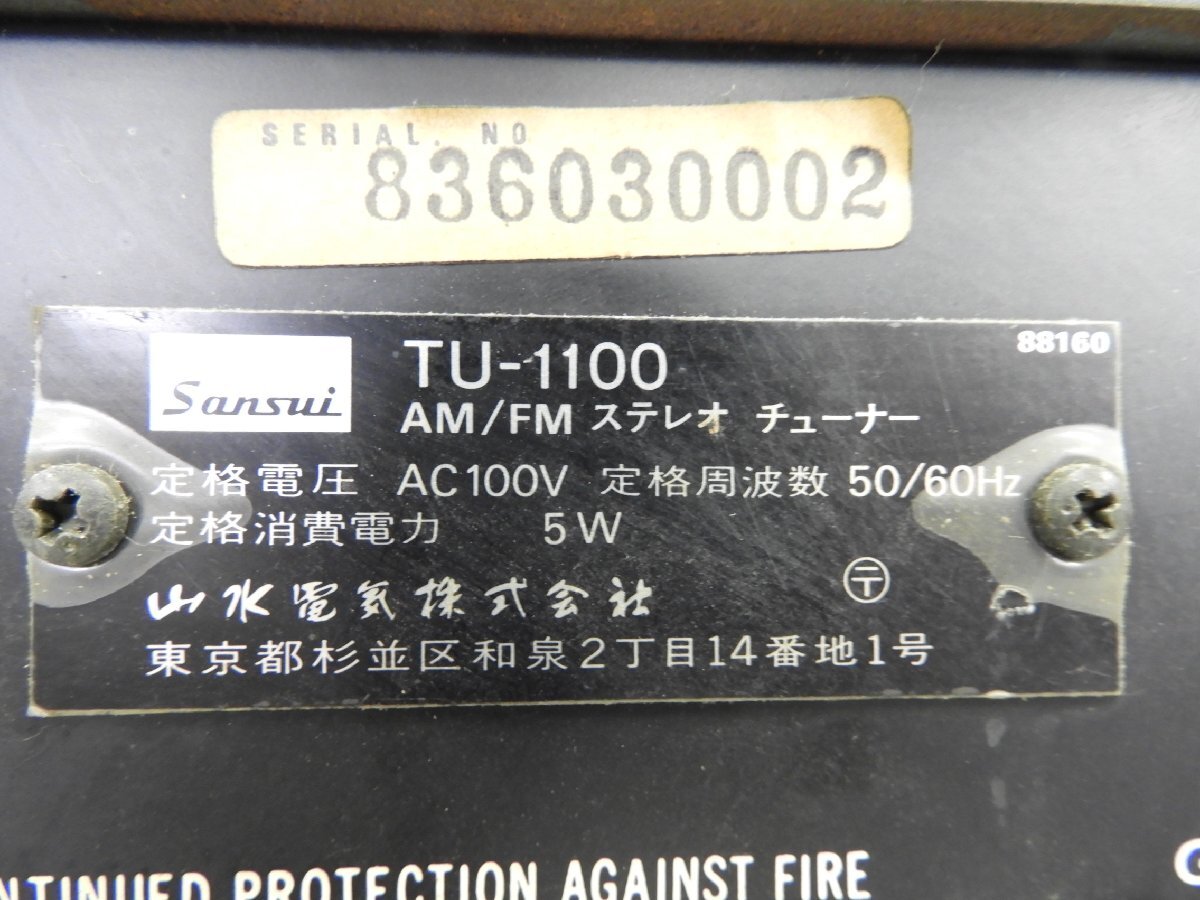 SERIAL. NO
836030002
Sansui
TU-1100
88160
AM/FM ステレオ チューナー
定格電圧 AC100V 定格周波数 50/60Hz
定格消費電力 5W
山水電気株式会社
〶
東京都杉並区和泉2丁目14番地1号
PROTECTION AGAINST FIRE